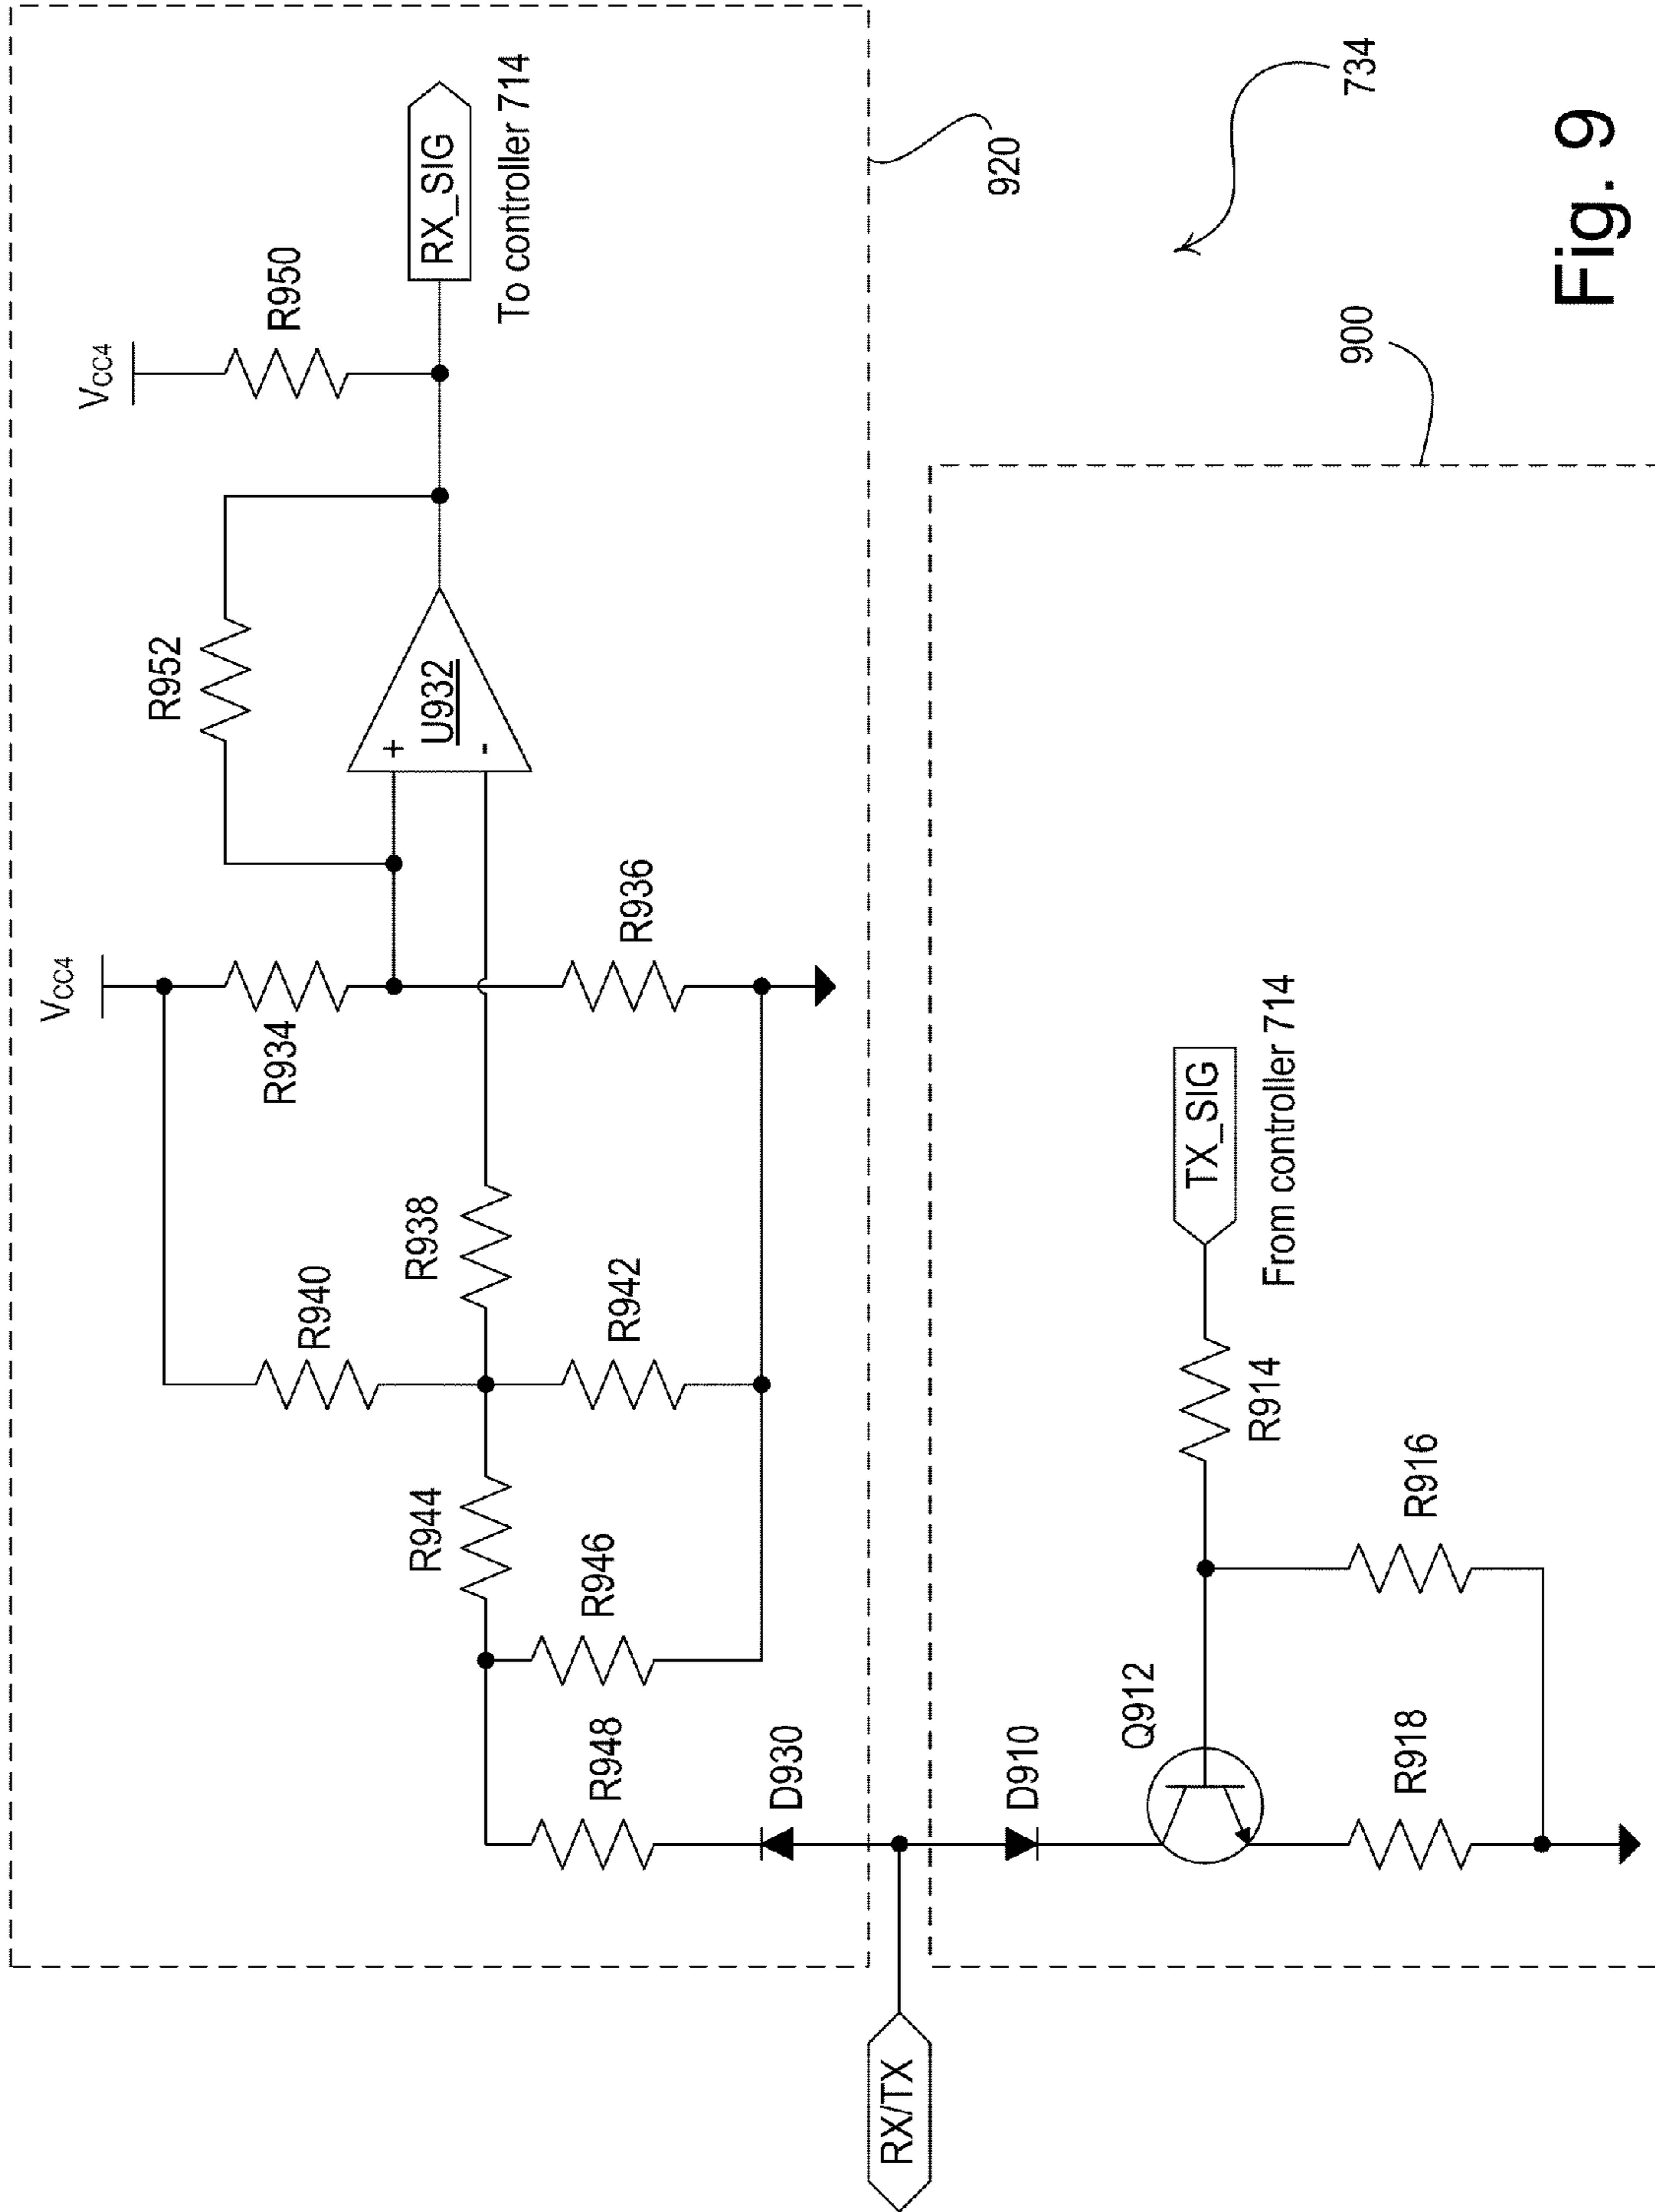 VCC4
R950
R952
VCC4
RX_SIG
To controller 714
R934
+
U932
-
R940
R938
R936
R944
R942
R946
R948
D930
920
RX/TX
D910
Q912
TX_SIG
From controller 714
R914
R916
R918
900
734
Fig. 9